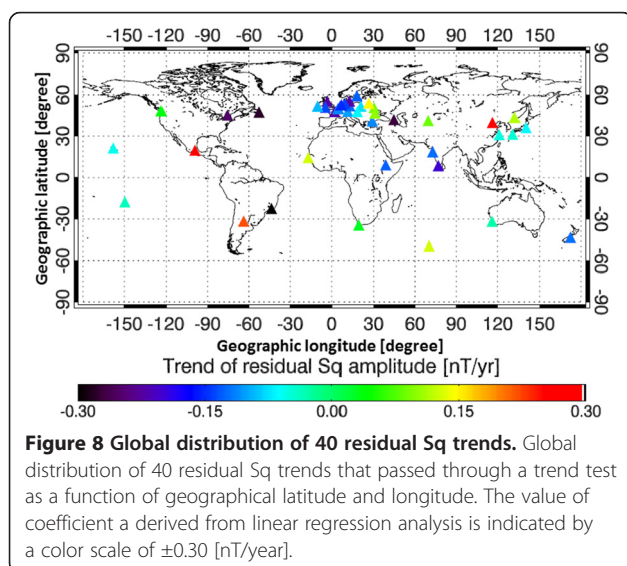 -150 -120 -90 -60 -30 0 30 60 90 120 150
90 90
60 60
30 30
0 0
-30 -30
-60 -60
-90 -90
Geographic latitude [degree]
-150 -120 -90 -60 -30 0 30 60 90 120 150
Geographic longitude [degree]
Trend of residual Sq amplitude [nT/yr]
-0.30 -0.15 0.00 0.15 0.30
Figure 8 Global distribution of 40 residual Sq trends. Global
distribution of 40 residual Sq trends that passed through a trend test
as a function of geographical latitude and longitude. The value of
coefficient a derived from linear regression analysis is indicated by
a color scale of ±0.30 [nT/year].